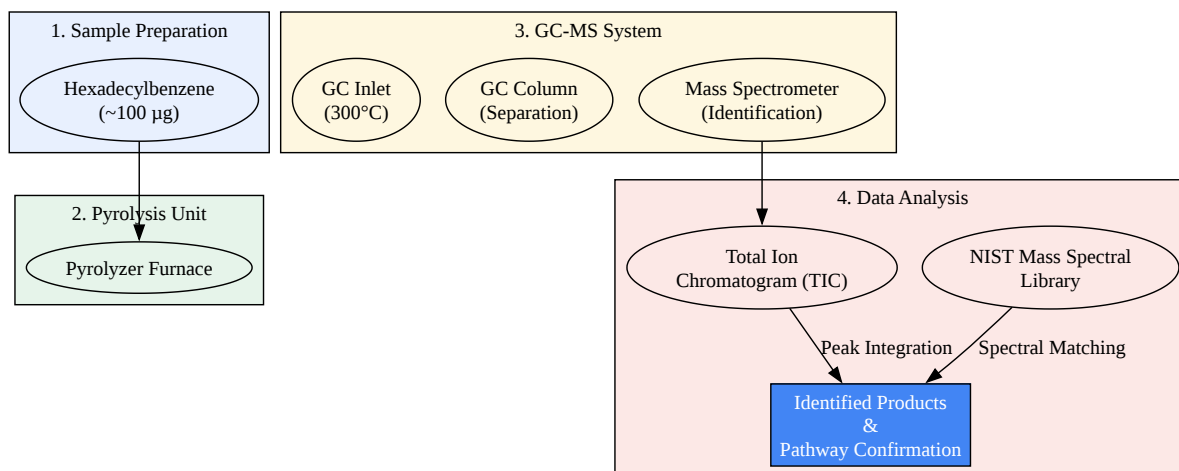 1. Sample Preparation
Hexadecylbenzene
(~100 µg)
2. Pyrolysis Unit
Pyrolyzer Furnace
3. GC-MS System
GC Inlet
(300°C)
GC Column
(Separation)
Mass Spectrometer
(Identification)
4. Data Analysis
Total Ion
Chromatogram (TIC)
NIST Mass Spectral
Library
Peak Integration
Spectral Matching
Identified Products
&
Pathway Confirmation